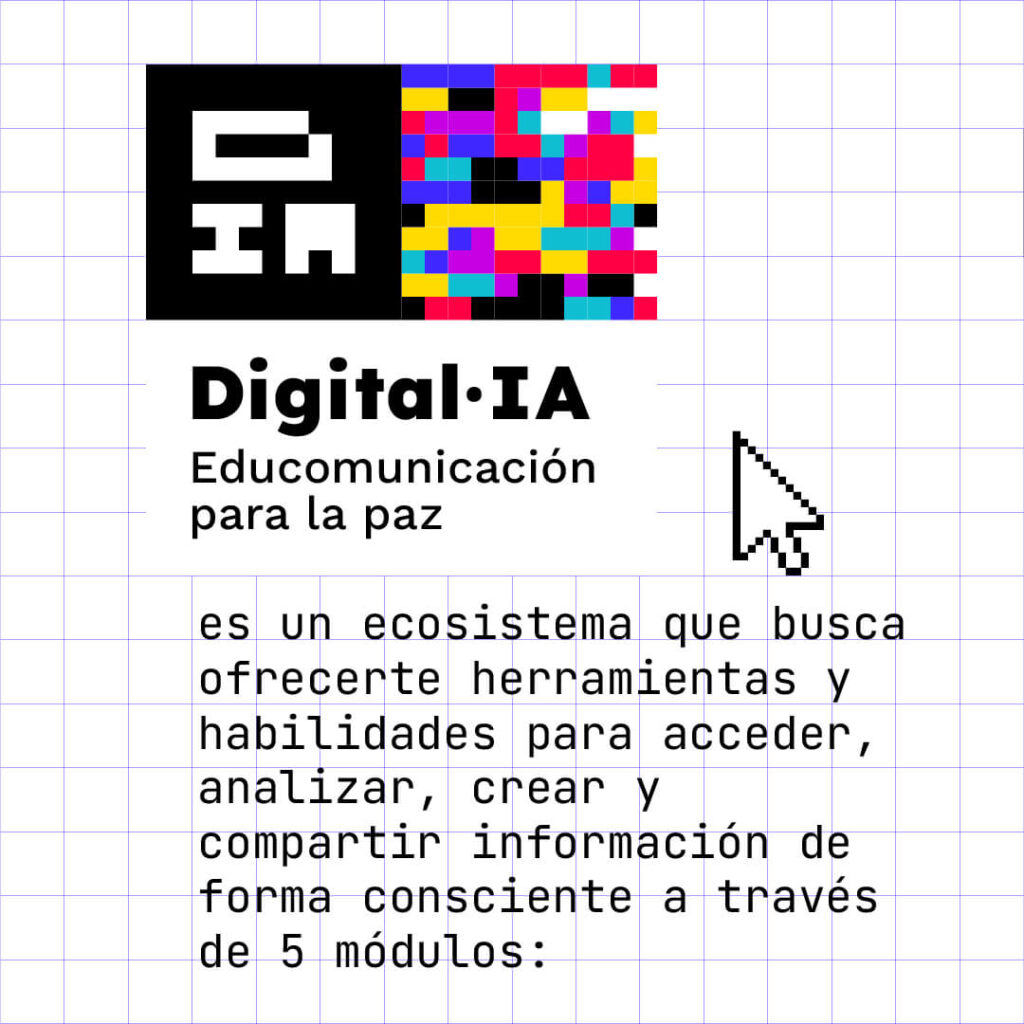 D
IA
Digital·IA
Educomunicación
para la paz
es un ecosistema que busca
ofrecerte herramientas y
habilidades para acceder,
analizar, crear y
compartir información de
forma consciente a través
de 5 módulos: